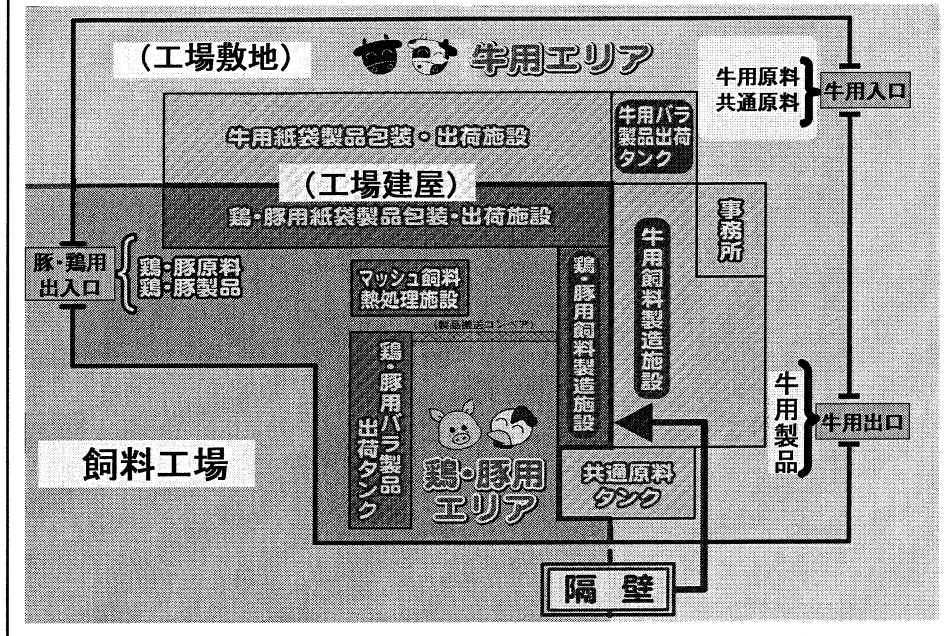 (工場敷地)
牛用エリア
牛用原料
共通原料
牛用入口
牛用紙袋製品包装・出荷施設
牛用バラ
製品出荷
タンク
(工場建屋)
鶏・豚用紙袋製品包装・出荷施設
事務所
豚・鶏用
出入口
鶏・豚原料
鶏・豚製品
マッシュ飼料
熱処理施設
(製品搬送コンベア)
鶏・豚用飼料製造施設
牛用飼料製造施設
鶏・豚用バラ製品
出荷タンク
牛用製品
牛用出口
飼料工場
鶏・豚用
エリア
共通原料
タンク
隔壁